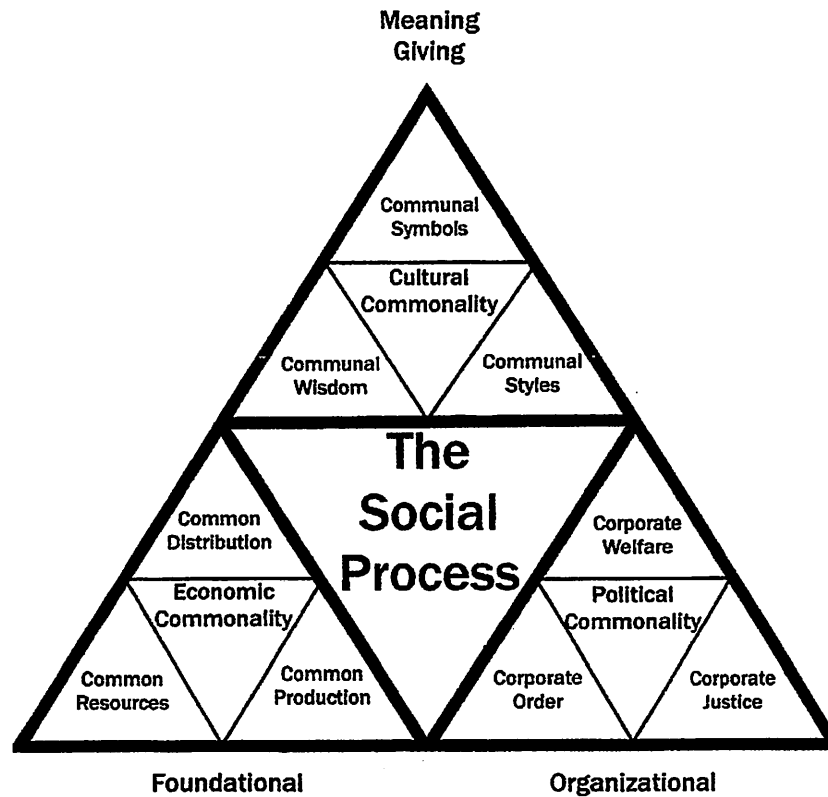 Meaning
Giving
Communal
Symbols
Cultural
Commonality
Communal
Wisdom
Communal
Styles
The
Social
Process
Common
Distribution
Economic
Commonality
Common
Resources
Common
Production
Corporate
Welfare
Political
Commonality
Corporate
Order
Corporate
Justice
Foundational
Organizational